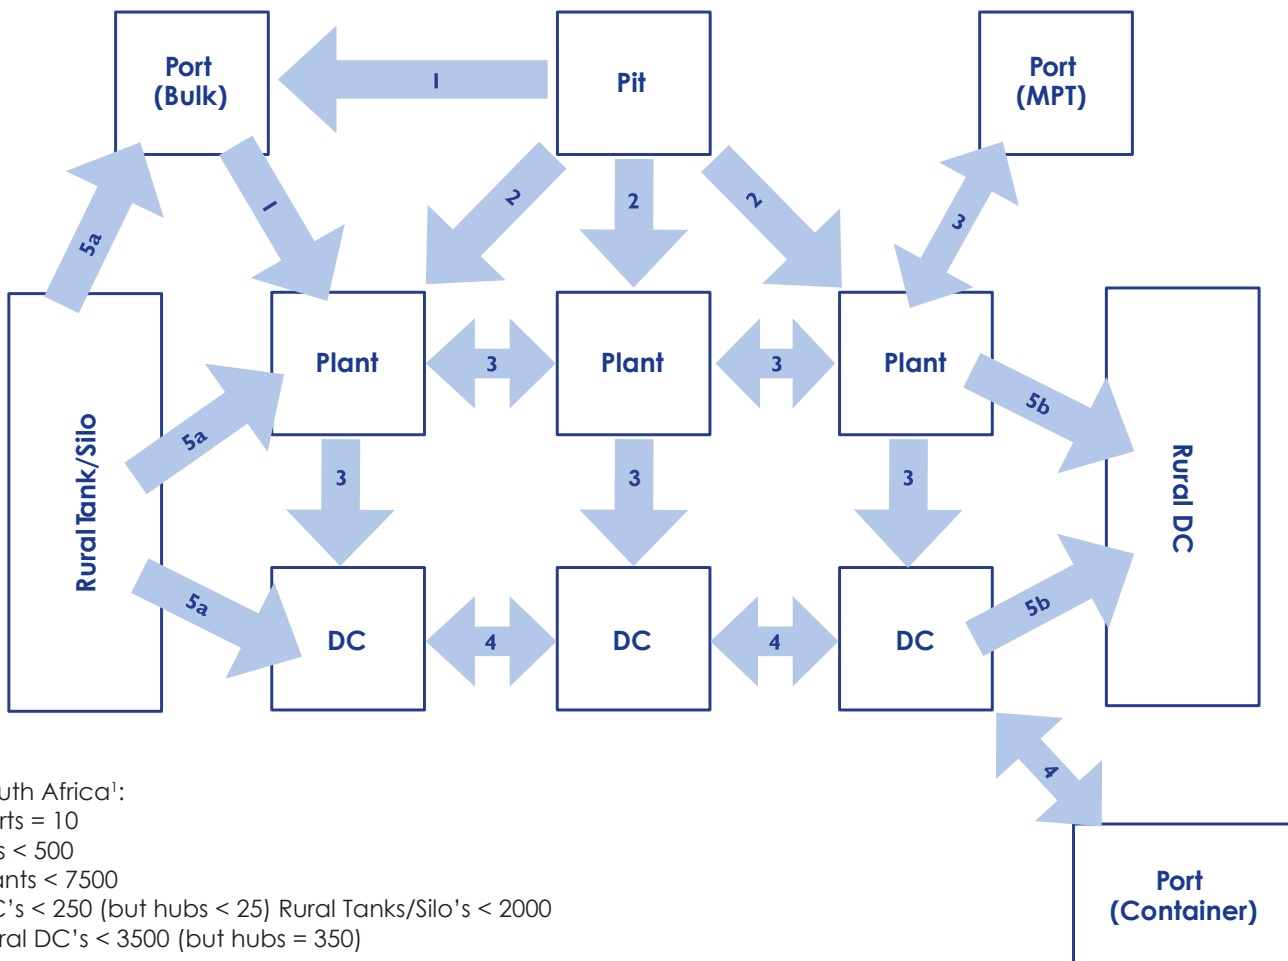 Port
(Bulk)
1
Pit
Port
(MPT)
5a
1
2
2
2
3
Rural Tank/Silo
5a
Plant
3
Plant
3
Plant
5b
Rural DC
3
3
3
5a
DC
4
DC
4
DC
5b
4
Port
(Container)
uth Africa¹:
rts = 10
s < 500
ants < 7500
C's < 250 (but hubs < 25) Rural Tanks/Silo's < 2000
ral DC's < 3500 (but hubs = 350)